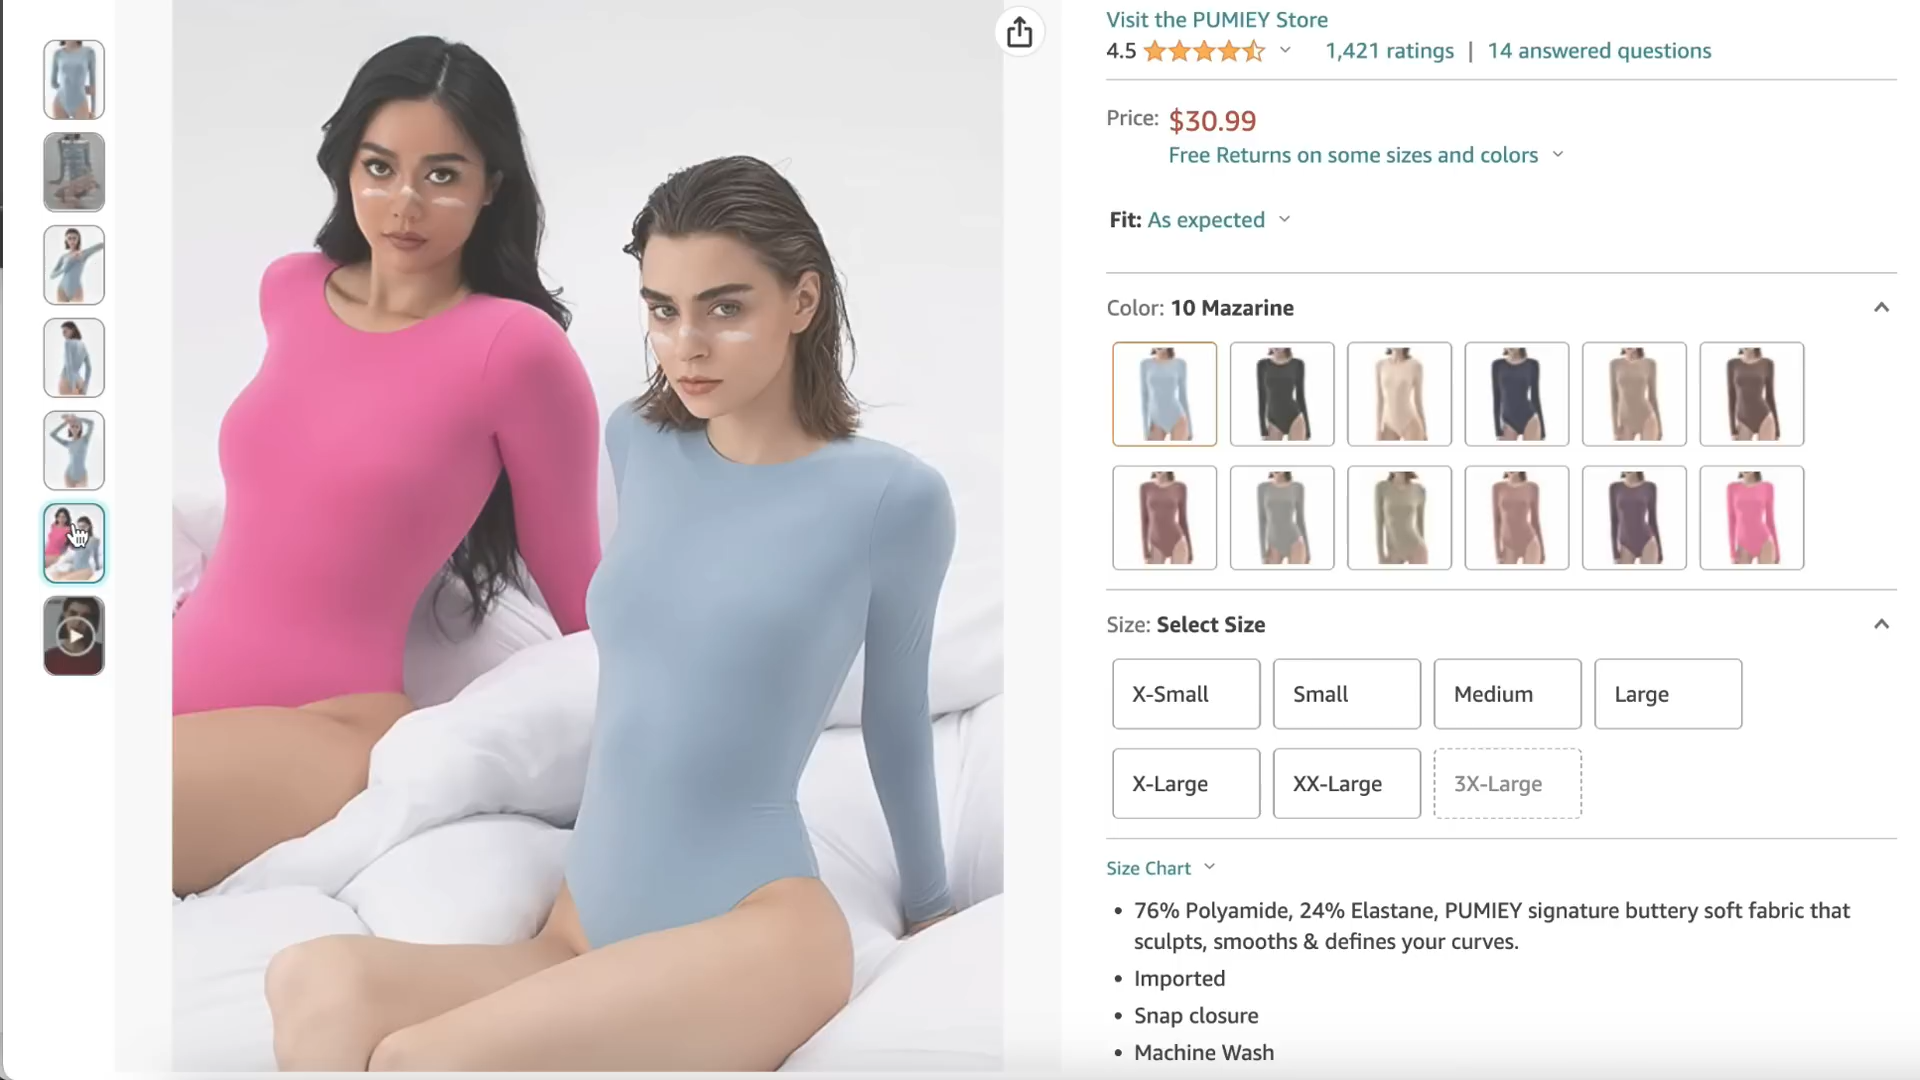 Visit the PUMIEY Store
4.5 1,421 ratings | 14 answered questions
Price: $30.99
Free Returns on some sizes and colors
Fit: As expected
Color: 10 Mazarine
Size: Select Size
X-Small Small Medium Large
X-Large XX-Large 3X-Large
Size Chart
• 76% Polyamide, 24% Elastane, PUMIEY signature buttery soft fabric that
sculpts, smooths & defines your curves.
• Imported
• Snap closure
• Machine Wash